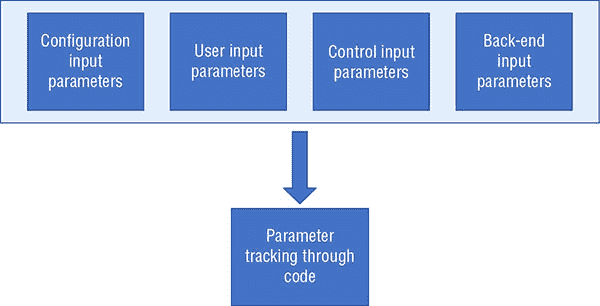 Configuration
input
parameters
User input
parameters
Control input
parameters
Back-end
input
parameters
Parameter
tracking through
code